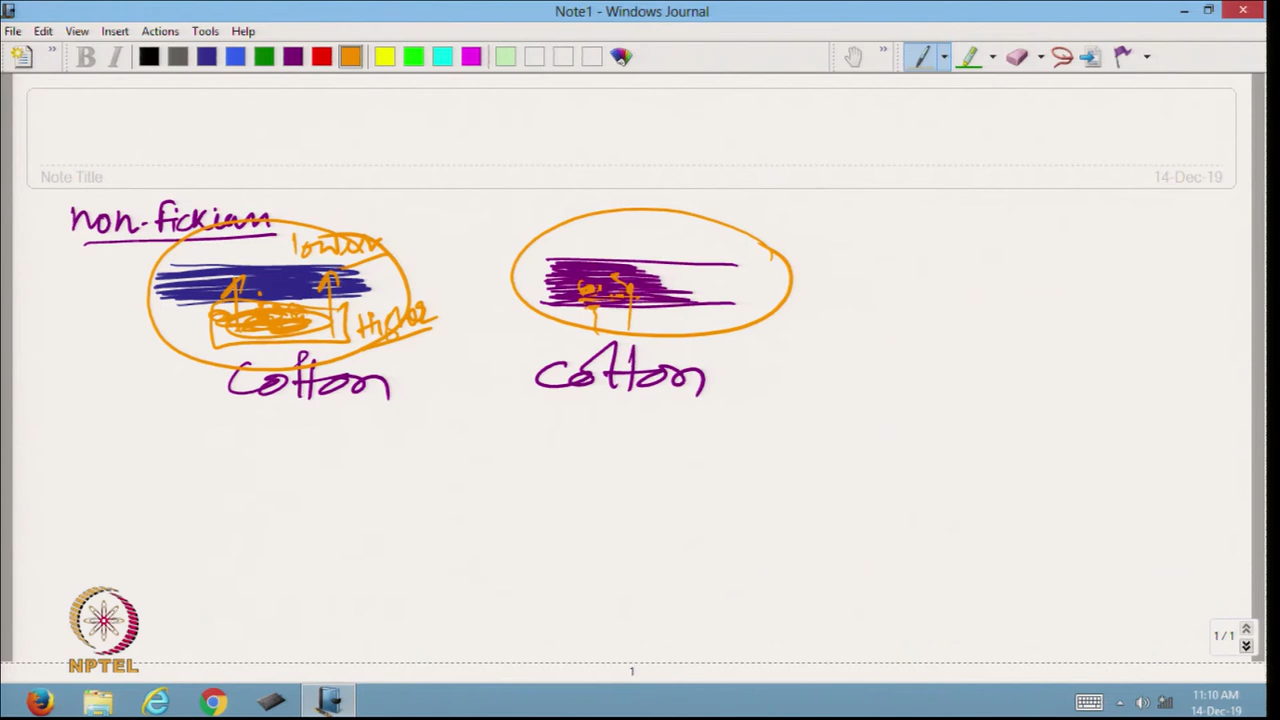 Note1 - Windows Journal
File Edit View Insert Actions Tools Help
B I
Note Title
14-Dec-19
non-fickian
lower
Higher
Cotton
Cotton
NPTEL
1 / 1
1
11:10 AM
14-Dec-19